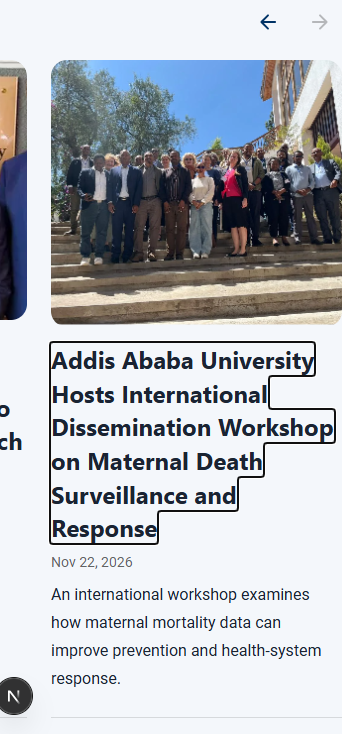 y
o
ch
Addis Ababa University
Hosts International
Dissemination Workshop
on Maternal Death
Surveillance and
Response
Nov 22, 2026
An international workshop examines
how maternal mortality data can
improve prevention and health-system
response.
N